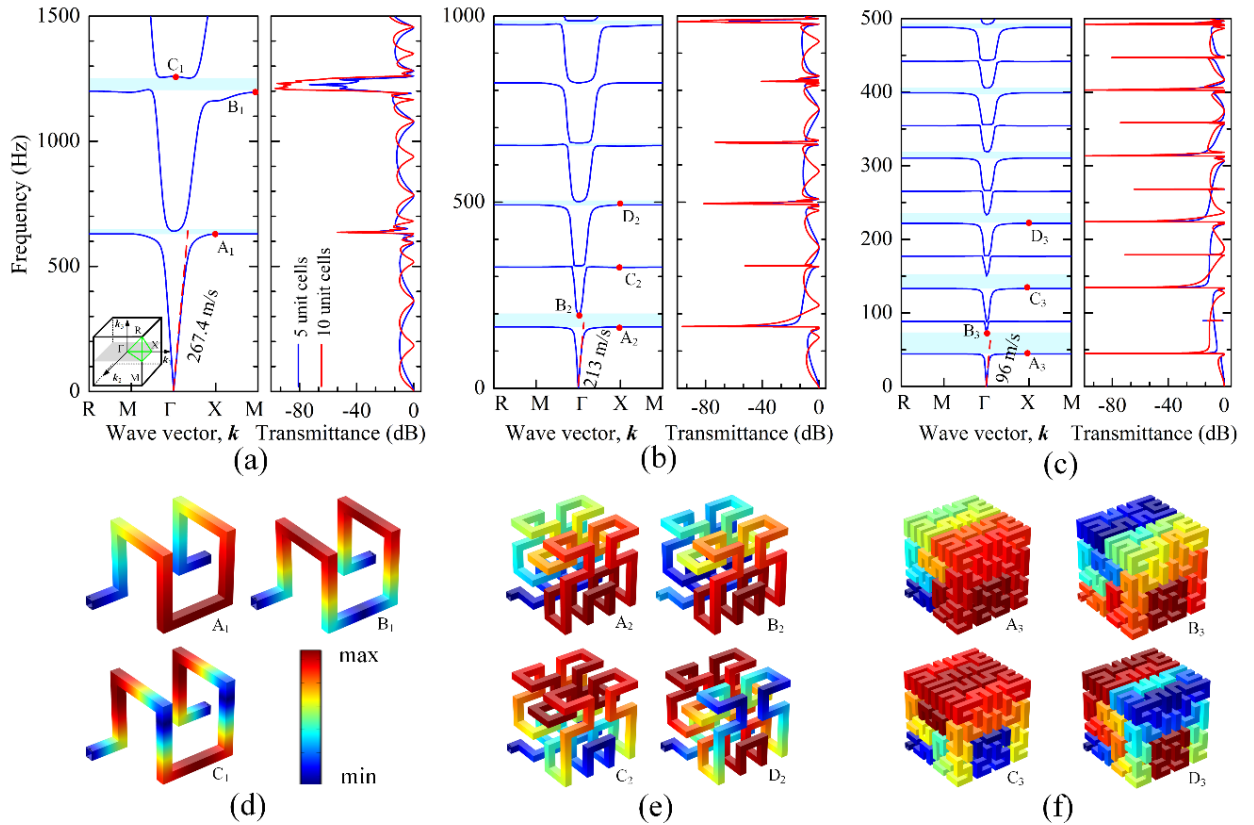 1500
1000
500
0
Frequency (Hz)
C₁
B₁
A₁
267.4 m/s
5 unit cells
10 unit cells
R
Γ
X
M
R M Γ X M
-80 -40 0
Wave vector, k
Transmittance (dB)
(a)
1000
500
0
D₂
C₂
B₂
A₂
213 m/s
R M Γ X M
-80 -40 0
Wave vector, k
Transmittance (dB)
(b)
500
400
300
200
100
0
D₃
C₃
B₃
A₃
96 m/s
R M Γ X M
-80 -40 0
Wave vector, k
Transmittance (dB)
(c)
A₁
B₁
C₁
max
min
(d)
A₂
B₂
C₂
D₂
(e)
A₃
B₃
C₃
D₃
(f)